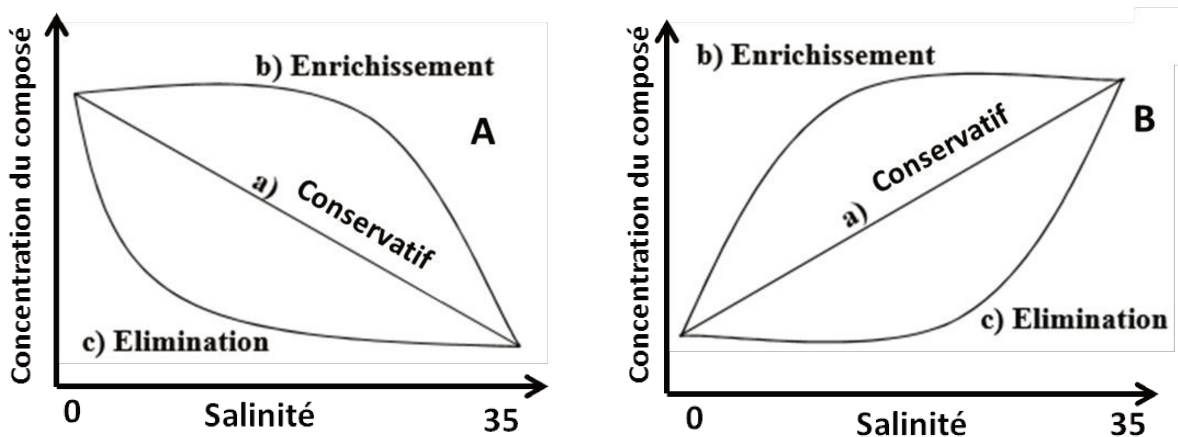 Concentration du composé
b) Enrichissement
A
a) Conservatif
c) Elimination
0
Salinité
35
Concentration du composé
b) Enrichissement
B
a) Conservatif
c) Elimination
0
Salinité
35